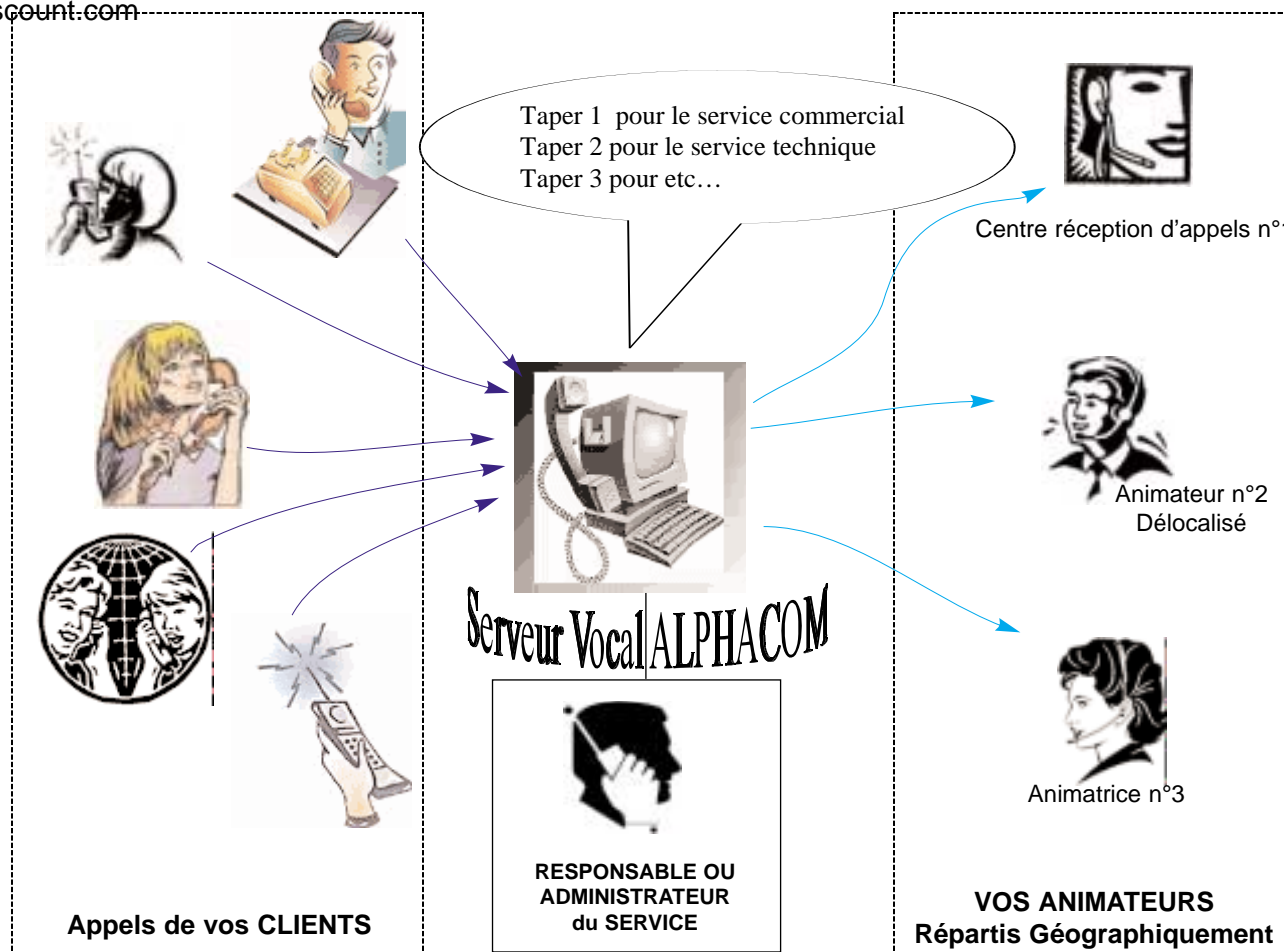 scount.com
Taper 1 pour le service commercial
Taper 2 pour le service technique
Taper 3 pour etc…
Centre réception d'appels n°
Animateur n°2
Délocalisé
Serveur Vocal ALPHACOM
Animatrice n°3
RESPONSABLE OU
ADMINISTRATEUR
du SERVICE
Appels de vos CLIENTS
VOS ANIMATEURS
Répartis Géographiquement